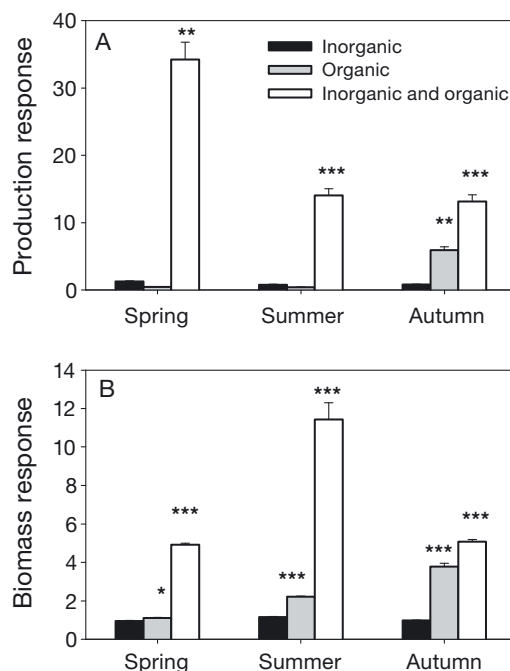 A
Production response
40
30
20
10
0
Inorganic
Organic
Inorganic and organic
**
***
**
***
Spring Summer Autumn
B
Biomass response
14
12
10
8
6
4
2
0
*
***
***
***
***
***
Spring Summer Autumn